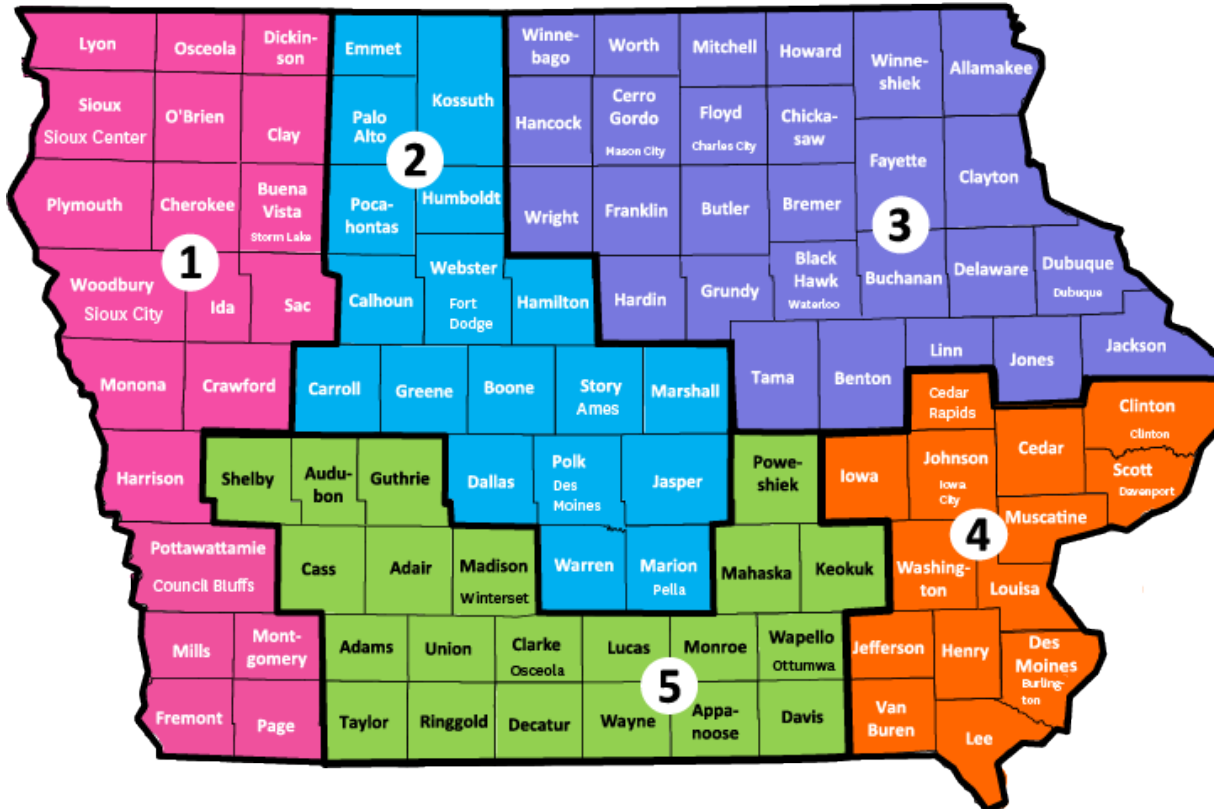 Lyon
Osceola
Dickin-
son
Emmet
Kossuth
Winne-
bago
Worth
Mitchell
Howard
Winne-
shiek
Allamakee
Sioux
Sioux Center
O'Brien
Clay
Palo
Alto
2
Hancock
Cerro
Gordo
Mason City
Floyd
Charles City
Chicka-
saw
Fayette
Clayton
Plymouth
Cherokee
Buena
Vista
Storm Lake
Poca-
hontas
Humboldt
Wright
Franklin
Butler
Bremer
3
1
Woodbury
Sioux City
Ida
Sac
Calhoun
Webster
Fort
Dodge
Hamilton
Hardin
Grundy
Black
Hawk
Waterloo
Buchanan
Delaware
Dubuque
Dubuque
Monona
Crawford
Carroll
Greene
Boone
Story
Ames
Marshall
Tama
Benton
Linn
Cedar
Rapids
Jones
Jackson
Clinton
Clinton
Harrison
Shelby
Audu-
bon
Guthrie
Dallas
Polk
Des
Moines
Jasper
Powe-
shiek
Iowa
Johnson
Iowa
City
Cedar
Scott
Davenport
Muscatine
4
Pottawattamie
Council Bluffs
Cass
Adair
Madison
Winterset
Warren
Marion
Pella
Mahaska
Keokuk
Washing-
ton
Louisa
Mills
Mont-
gomery
Adams
Union
Clarke
Osceola
Lucas
Monroe
Wapello
Ottumwa
Jefferson
Henry
Des
Moines
Burling-
ton
5
Fremont
Page
Taylor
Ringgold
Decatur
Wayne
Appa-
noose
Davis
Van
Buren
Lee